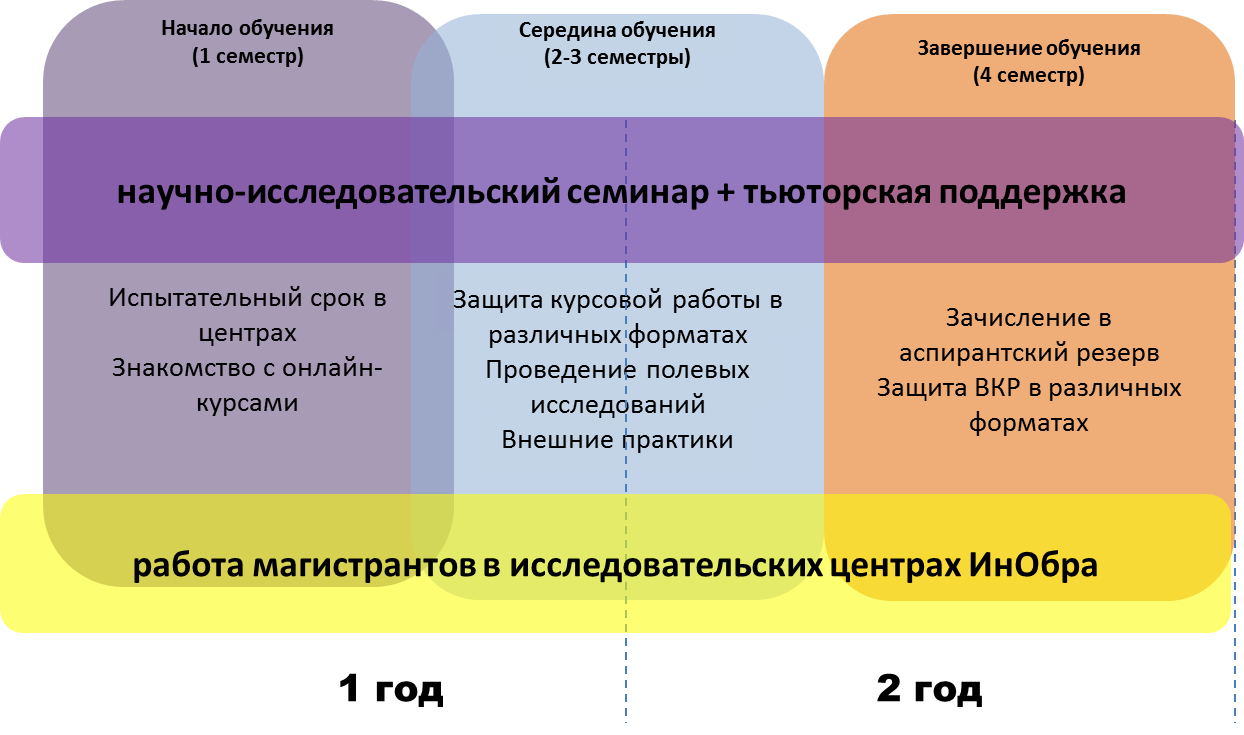 Начало обучения
(1 семестр)
Середина обучения
(2-3 семестры)
Завершение обучения
(4 семестр)
научно-исследовательский семинар + тьюторская поддержка
Испытательный срок в
центрах
Знакомство с онлайн-
курсами
Защита курсовой работы в
различных форматах
Проведение полевых
исследований
Внешние практики
Зачисление в
аспирантский резерв
Защита ВКР в различных
форматах
работа магистрантов в исследовательских центрах ИнОбра
1 год
2 год